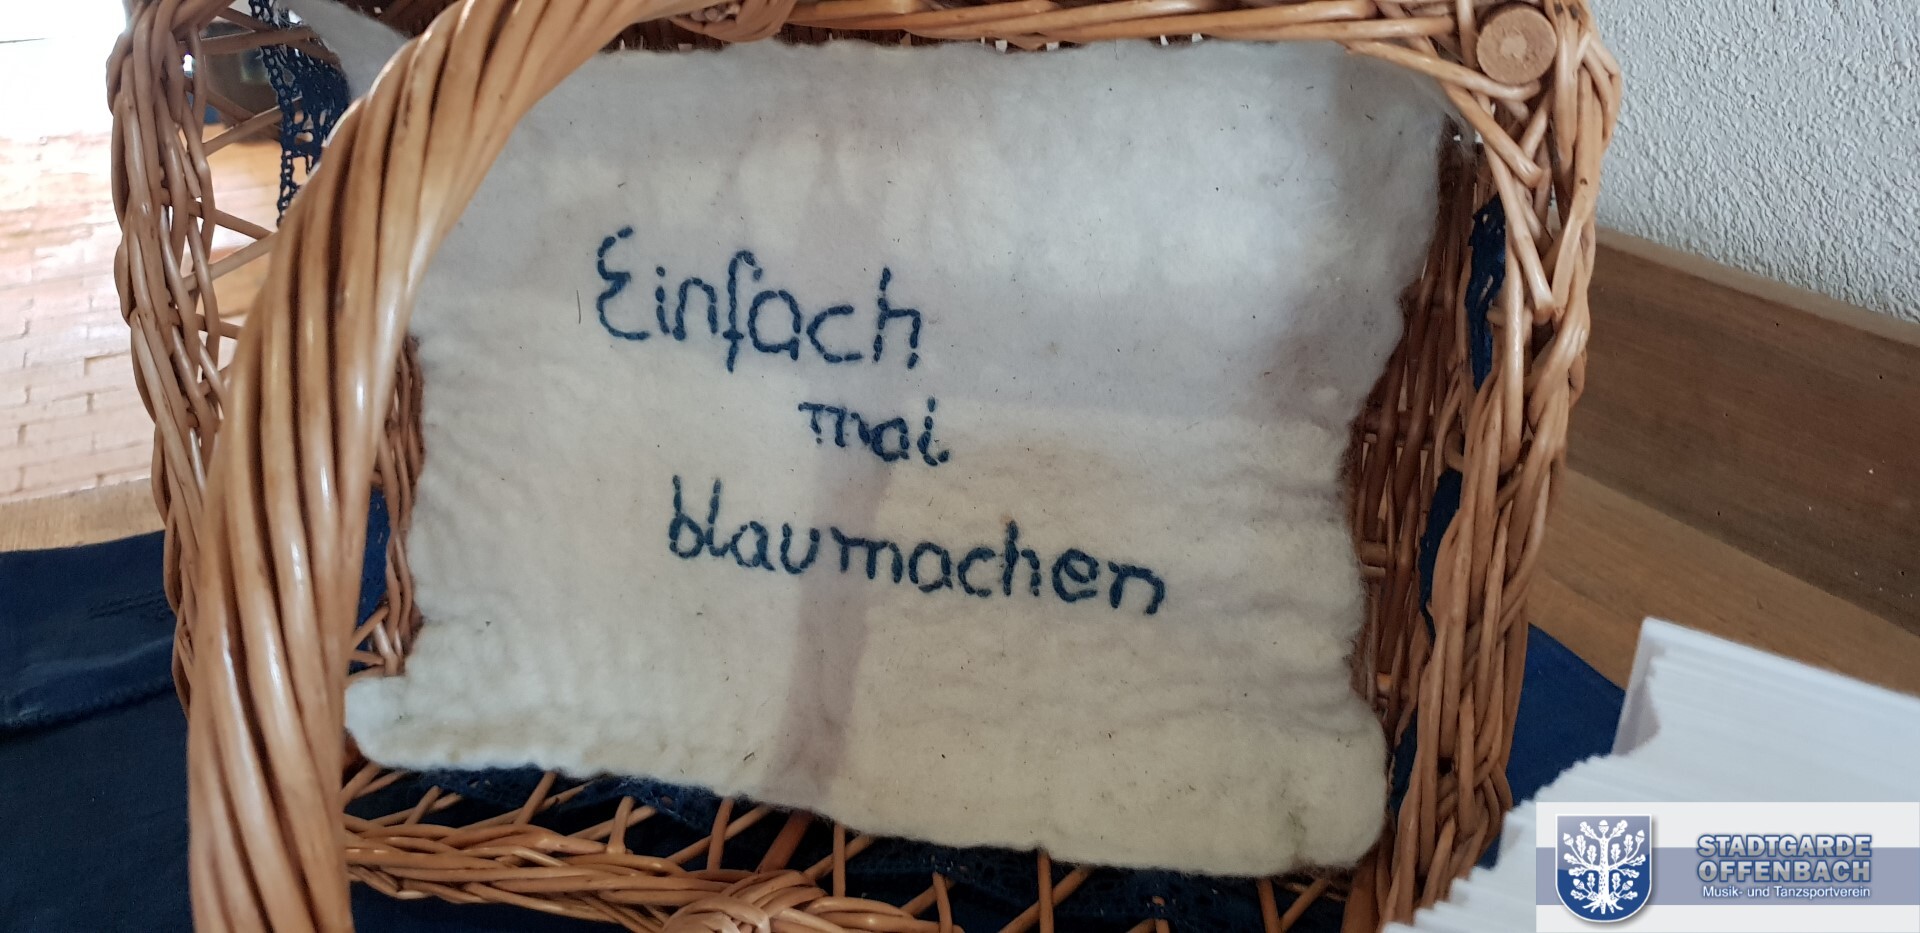 Einfach
mal
blaumachen
STADTGARDE
OFFENBACH
Musik- und Tanzsportverein